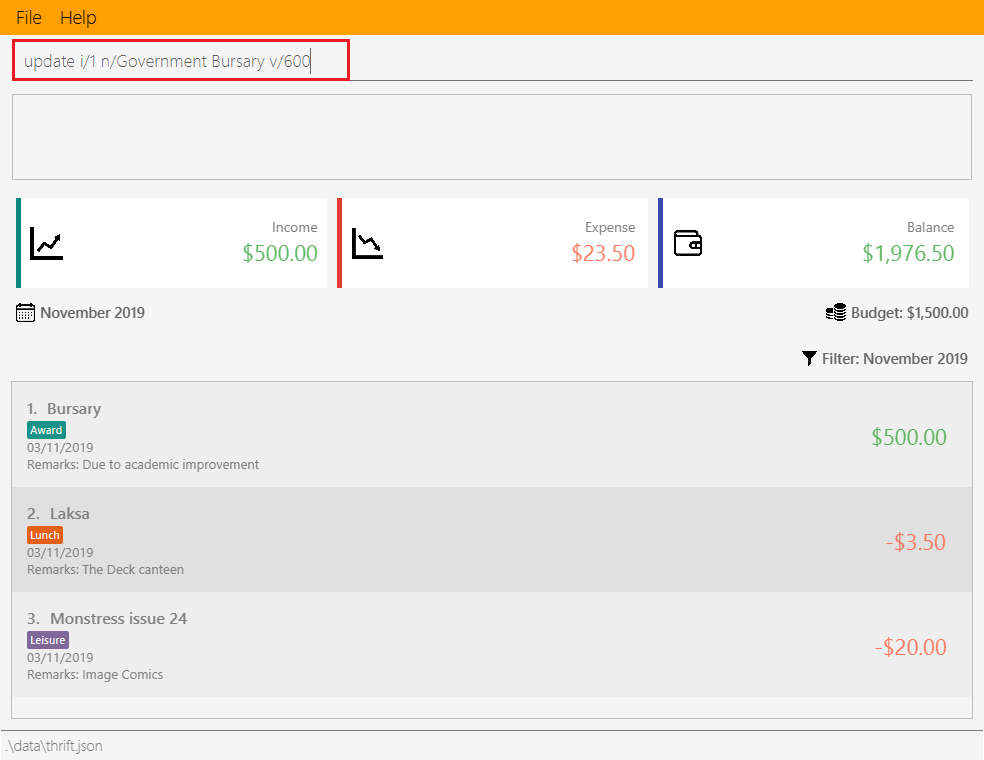 File Help
update i/1 n/Government Bursary v/600
Income
$500.00
Expense
$23.50
Balance
$1,976.50
November 2019
Budget: $1,500.00
Filter: November 2019
1. Bursary
Award
03/11/2019
Remarks: Due to academic improvement
$500.00
2. Laksa
Lunch
03/11/2019
Remarks: The Deck canteen
-$3.50
3. Monstress issue 24
Leisure
03/11/2019
Remarks: Image Comics
-$20.00
.\data\thrift.json